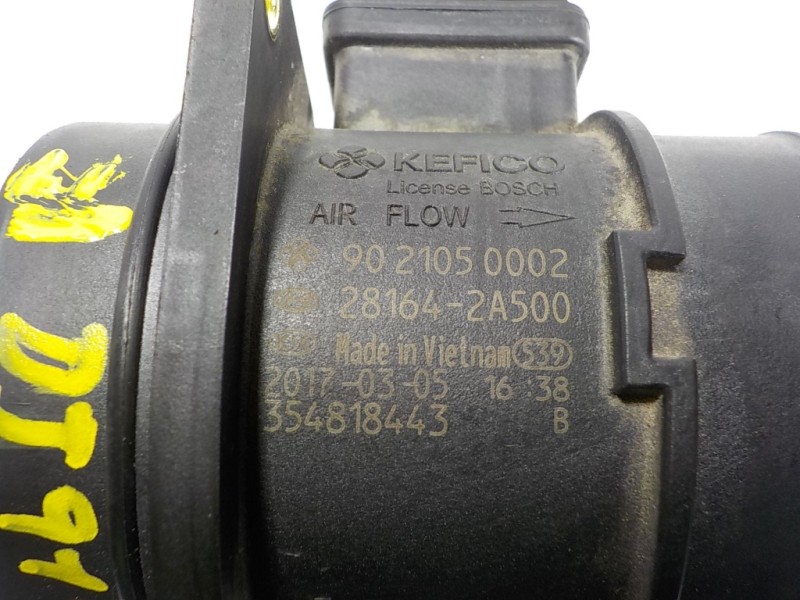 KEFICO
License BOSCH
AIR FLOW
90 2105 0002
28164-2A500
Made in Vietnam 539
2017-03-05 16:38
354818443 B
DJ91